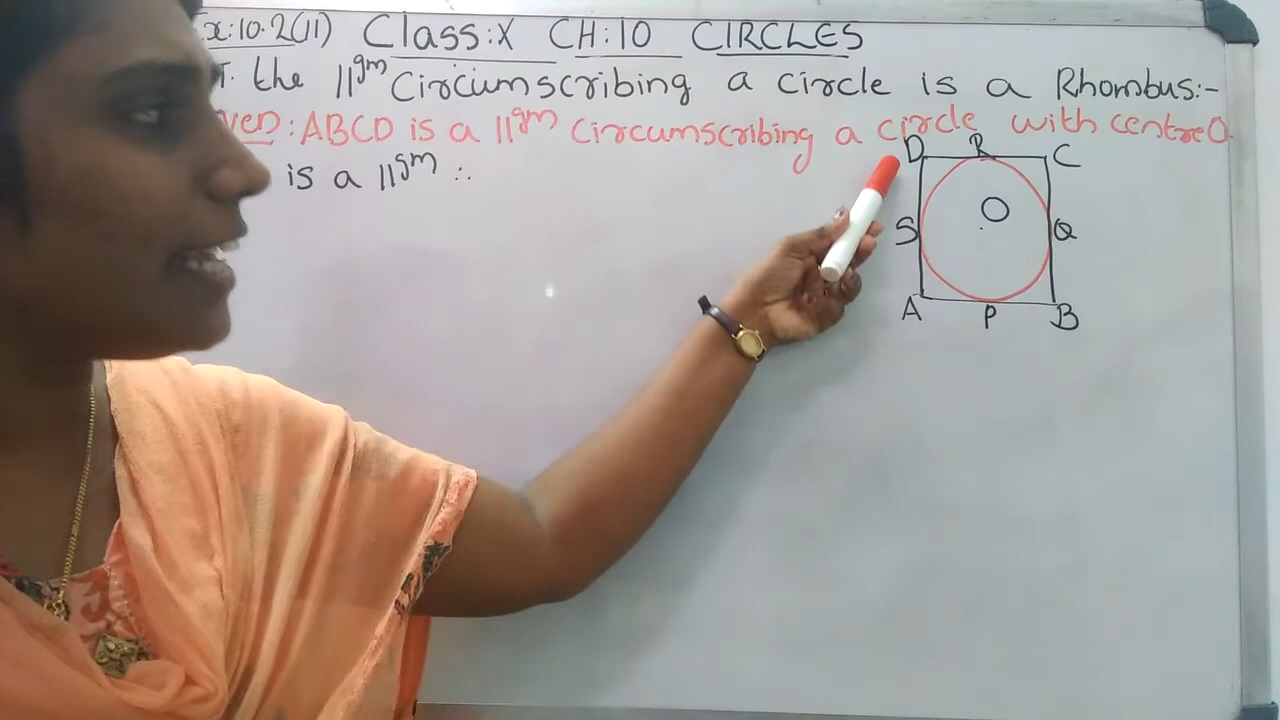 x:10.2(11) Class:X CH:10 CIRCLES
T. the 11gm Circumscribing a circle is a Rhombus:-
ven: ABCD is a 11gm circumscribing a circle with centre O.
is a 11gm ∴
D R C
O
S Q
A P B